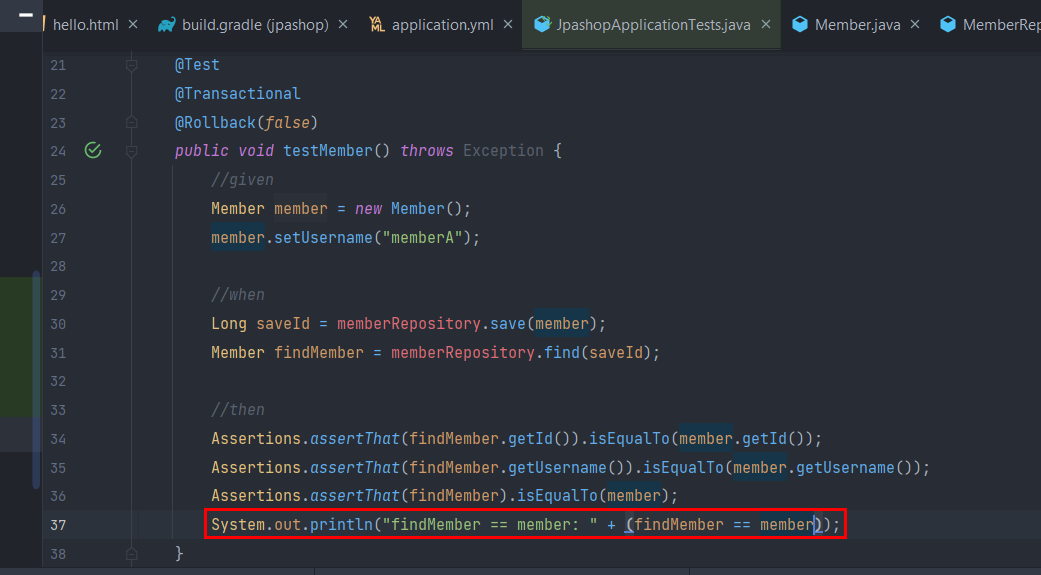 hello.html × build.gradle (jpashop) × YAML application.yml × JpashopApplicationTests.java × Member.java ×
21 @Test
22 @Transactional
23 @Rollback(false)
24 public void testMember() throws Exception {
25 //given
26 Member member = new Member();
27 member.setUsername("memberA");
28
29 //when
30 Long saveId = memberRepository.save(member);
31 Member findMember = memberRepository.find(saveId);
32
33 //then
34 Assertions.assertThat(findMember.getId()).isEqualTo(member.getId());
35 Assertions.assertThat(findMember.getUsername()).isEqualTo(member.getUsername());
36 Assertions.assertThat(findMember).isEqualTo(member);
37 System.out.println("findMember == member: " + (findMember == member));
38 }